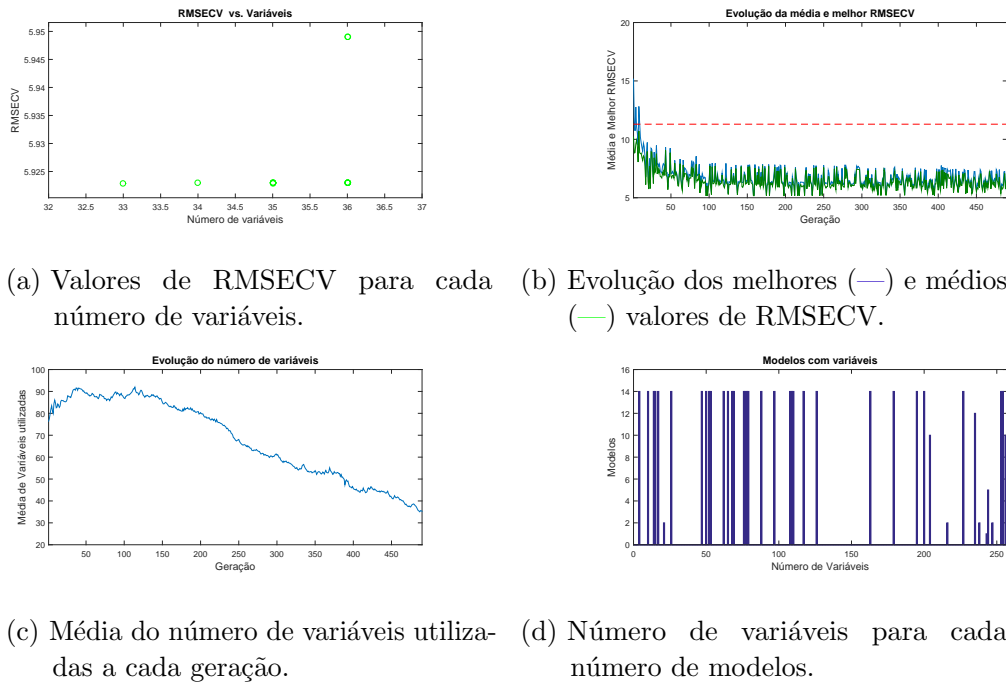 RMSECV vs. Variáveis
5.95
5.945
5.94
5.935
5.93
5.925
RMSECV
32 32.5 33 33.5 34 34.5 35 35.5 36 36.5 37
Número de variáveis
(a) Valores de RMSECV para cada
número de variáveis.
Evolução da média e melhor RMSECV
20
15
10
5
Média e Melhor RMSECV
50 100 150 200 250 300 350 400 450
Geração
(b) Evolução dos melhores (—) e médios
(—) valores de RMSECV.
Evolução do número de variáveis
100
90
80
70
60
50
40
30
20
Média de Variáveis utilizadas
50 100 150 200 250 300 350 400 450
Geração
(c) Média do número de variáveis utiliza-
das a cada geração.
Modelos com variáveis
16
14
12
10
8
6
4
2
0
Modelos
0 50 100 150 200 250
Número de Variáveis
(d) Número de variáveis para cada
número de modelos.